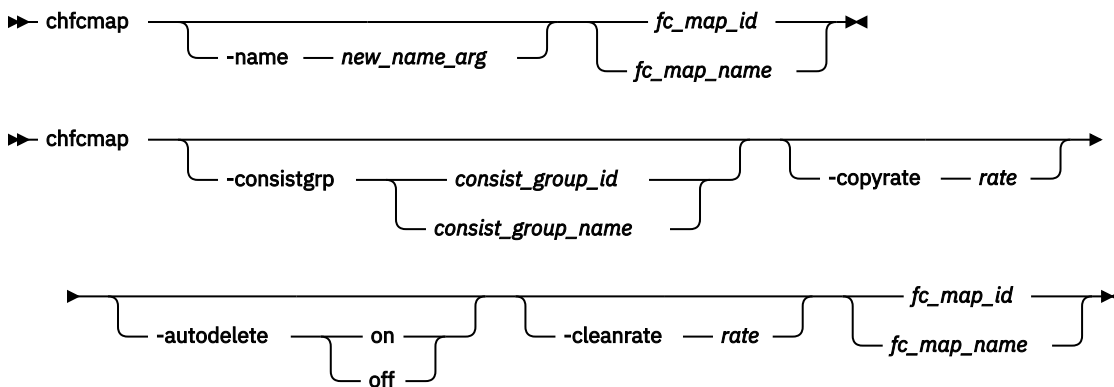 chfcmap fc_map_id
-name new_name_arg fc_map_name
chfcmap
-consistgrp consist_group_id -copyrate rate
consist_group_name
fc_map_id
-autodelete on -cleanrate rate fc_map_name
off